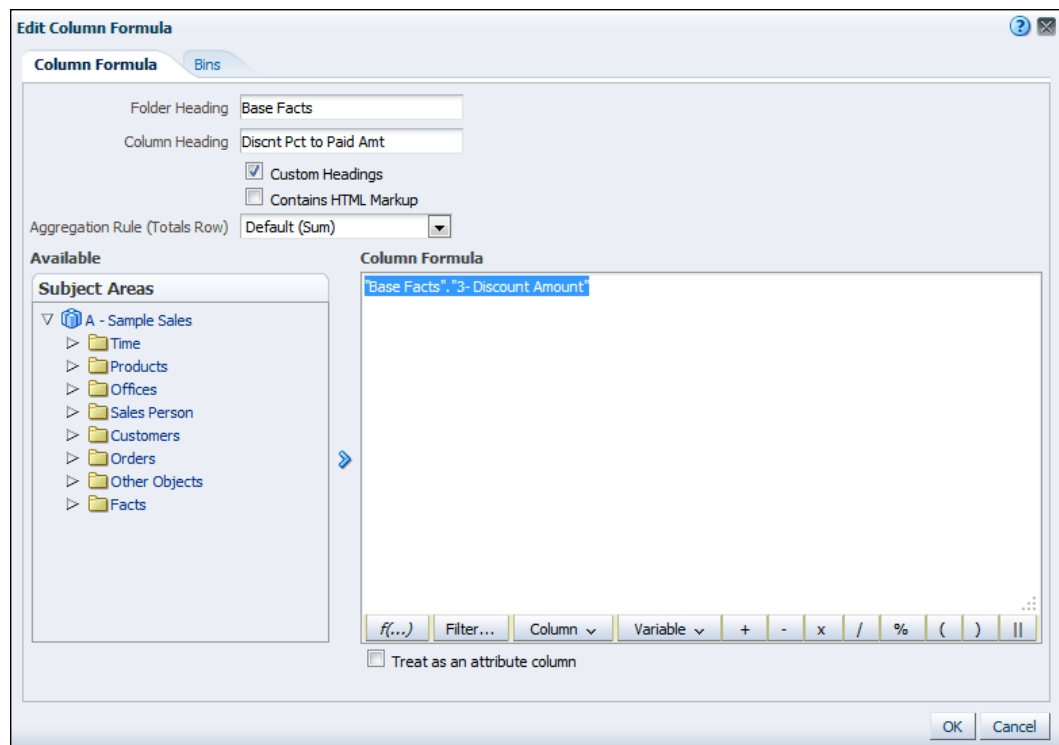 Edit Column Formula
?
Column Formula Bins
Folder Heading Base Facts
Column Heading Discnt Pct to Paid Amt
Custom Headings
Contains HTML Markup
Aggregation Rule (Totals Row) Default (Sum)
Available Column Formula
Subject Areas
"Base Facts"."3- Discount Amount"
A - Sample Sales
Time
Products
Offices
Sales Person
Customers
Orders
Other Objects
Facts
f(...) Filter... Column Variable + - x / % ( ) ||
Treat as an attribute column
OK Cancel